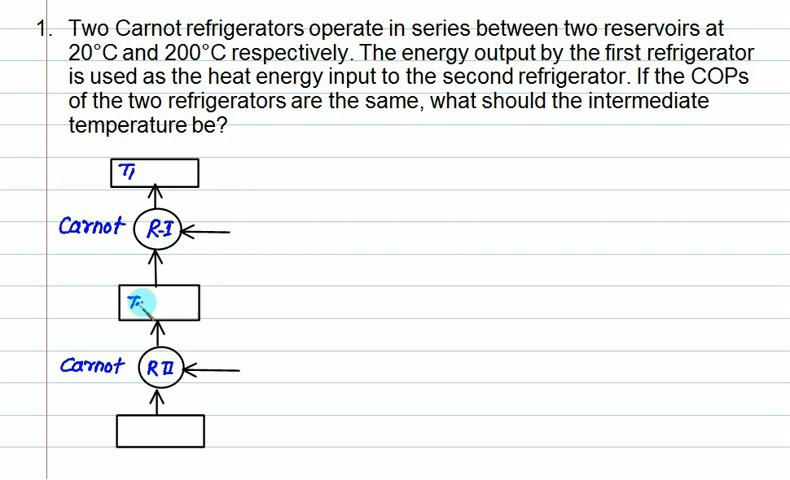 1. Two Carnot refrigerators operate in series between two reservoirs at
20°C and 200°C respectively. The energy output by the first refrigerator
is used as the heat energy input to the second refrigerator. If the COPs
of the two refrigerators are the same, what should the intermediate
temperature be?
T1
Carnot R-I
Carnot R II